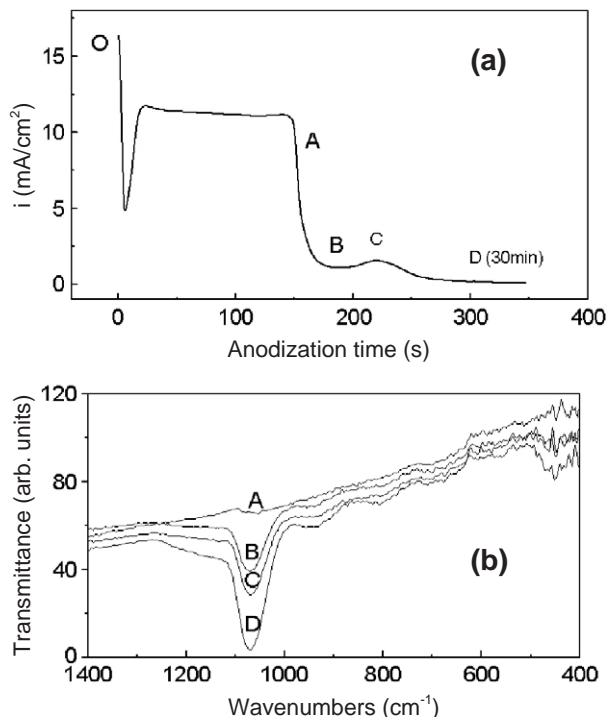 (a)
O
15
10
5
0
i (mA/cm²)
A
B
C
D (30min)
0 100 200 300 400
Anodization time (s)
(b)
120
80
40
0
Transmittance (arb. units)
A
B
C
D
1400 1200 1000 800 600 400
Wavenumbers (cm⁻¹)